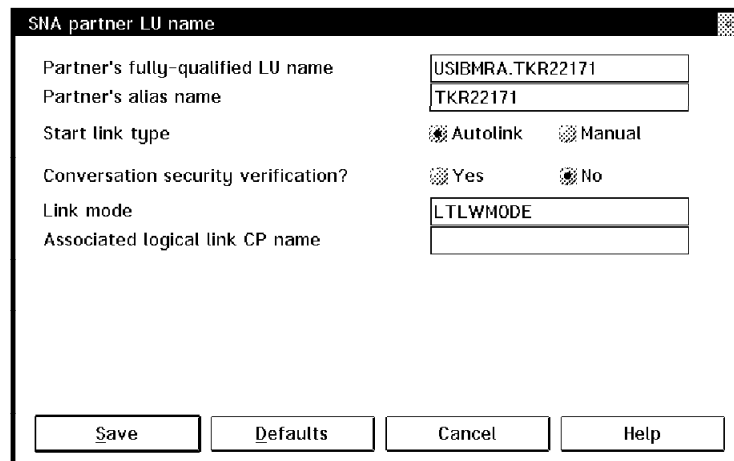 SNA partner LU name
Partner's fully-qualified LU name USIBMRA.TKR22171
Partner's alias name TKR22171
Start link type Autolink Manual
Conversation security verification? Yes No
Link mode LTLWMODE
Associated logical link CP name
Save Defaults Cancel Help